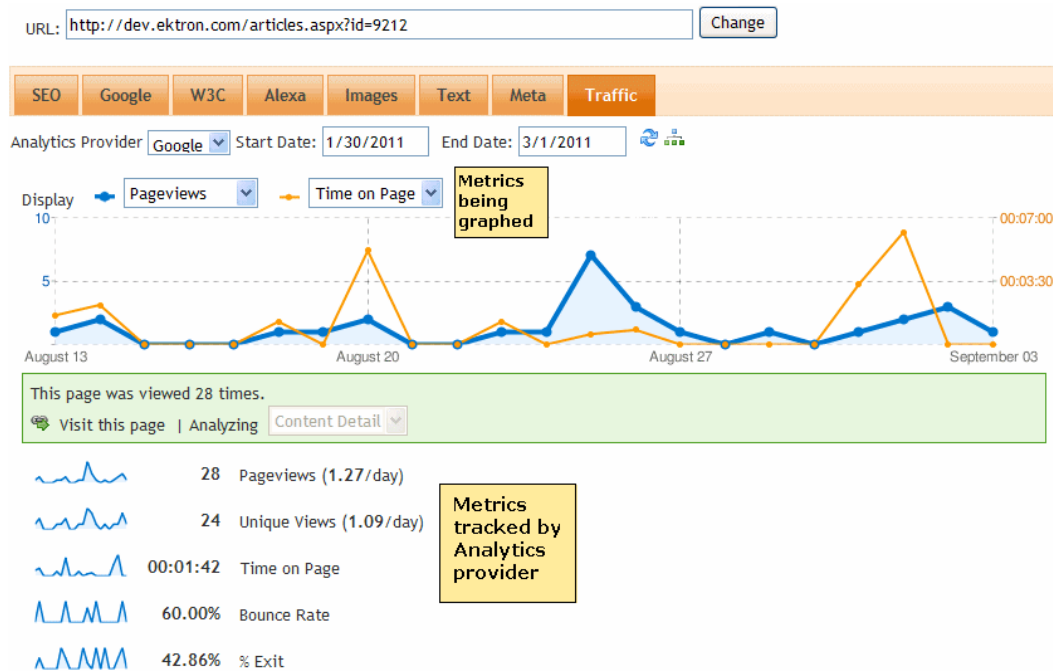 URL: http://dev.ektron.com/articles.aspx?id=9212 Change
SEO Google W3C Alexa Images Text Meta Traffic
Analytics Provider Google Start Date: 1/30/2011 End Date: 3/1/2011
Display Pageviews Time on Page
Metrics
being
graphed
10 00:07:00
5 00:03:30
August 13 August 20 August 27 September 03
This page was viewed 28 times.
Visit this page | Analyzing Content Detail
28 Pageviews (1.27/day)
24 Unique Views (1.09/day)
00:01:42 Time on Page
60.00% Bounce Rate
42.86% % Exit
Metrics
tracked by
Analytics
provider